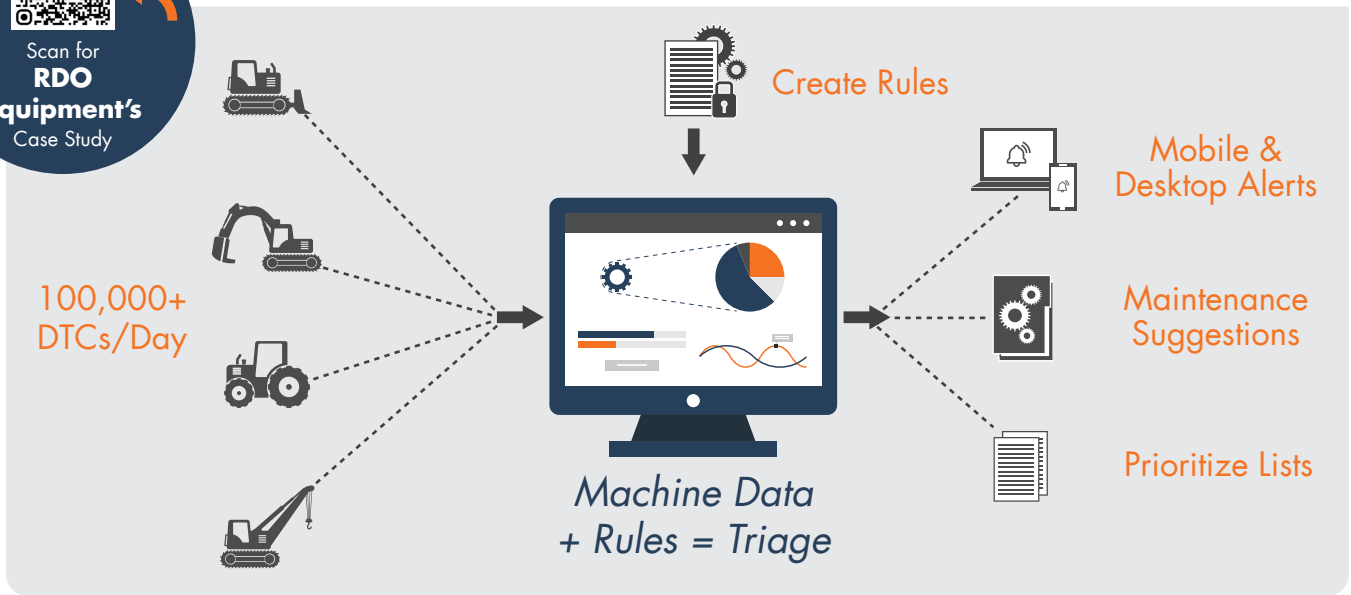 Scan for
RDO
quipment's
Case Study
100,000+
DTCs/Day
Create Rules
Machine Data
+ Rules = Triage
Mobile &
Desktop Alerts
Maintenance
Suggestions
Prioritize Lists